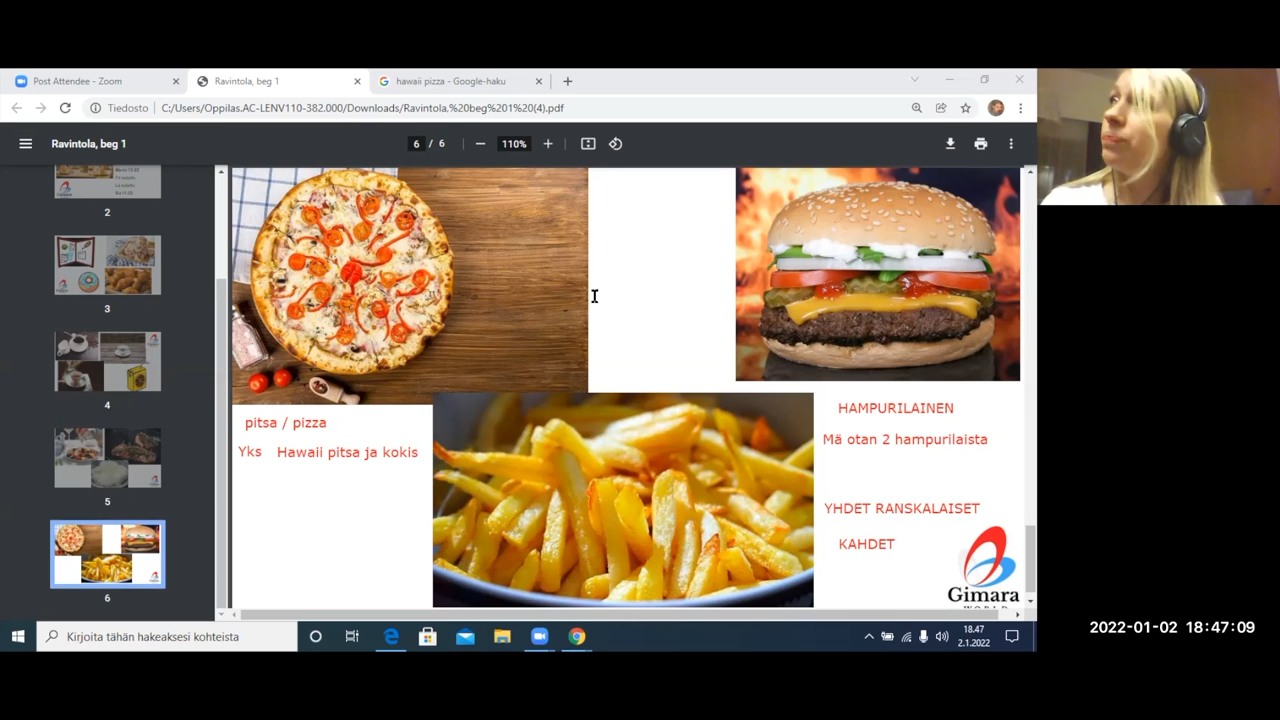 Post Attendee - Zoom
Ravintola, beg 1
hawaii pizza - Google-haku
Tiedosto
C:/Users/Oppilas.AC-LENV110-382.000/Downloads/Ravintola,%20beg%201%20(4).pdf
Ravintola, beg 1
6 / 6
110%
2
3
4
5
6
pitsa / pizza
Yks Hawaii pitsa ja kokis
HAMPURILAINEN
Mä otan 2 hampurilaista
YHDET RANSKALAISET
KAHDET
Gimara
Kirjoita tähän hakeaksesi kohteista
18.47
2.1.2022
2022-01-02 18:47:09